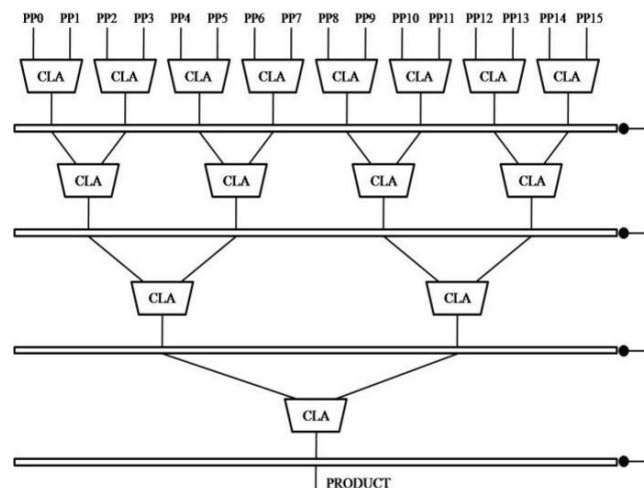 PP0 PP1 PP2 PP3 PP4 PP5 PP6 PP7 PP8 PP9 PP10 PP11 PP12 PP13 PP14 PP15
CLA CLA CLA CLA CLA CLA CLA CLA
CLA CLA CLA CLA
CLA CLA
CLA
PRODUCT